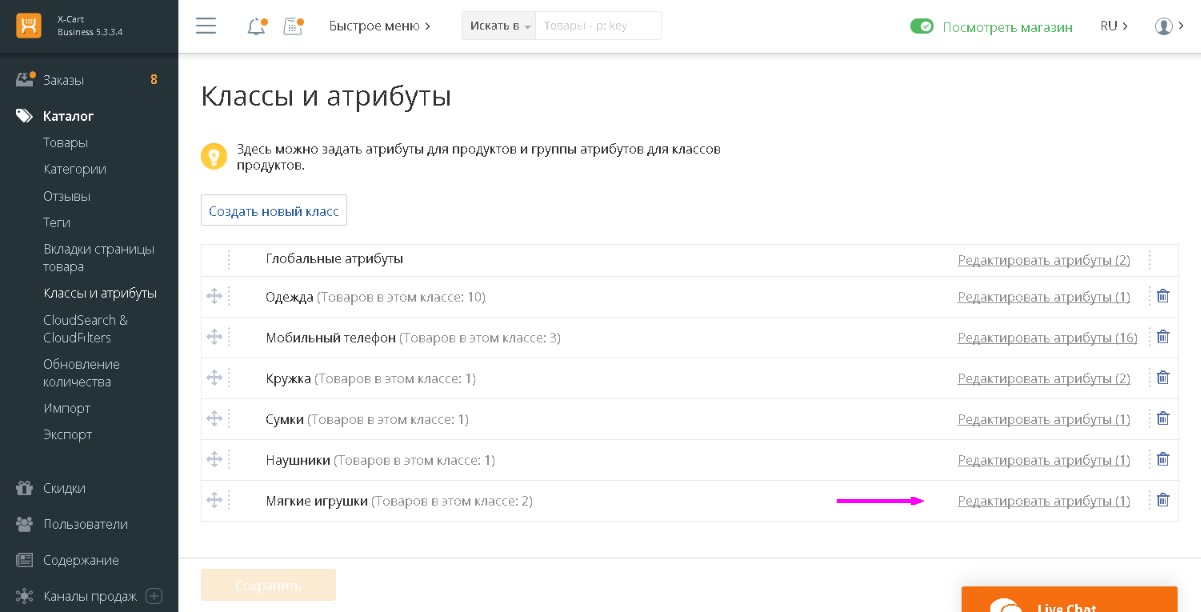 X-Cart
Business 5.3.3.4
Быстрое меню
Искать в
Товары - р: key
Посмотреть магазин
RU
Заказы
8
Каталог
Товары
Категории
Отзывы
Теги
Вкладки страницы
товара
Классы и атрибуты
CloudSearch &
CloudFilters
Обновление
количества
Импорт
Экспорт
Скидки
Пользователи
Содержание
Каналы продаж
Классы и атрибуты
Здесь можно задать атрибуты для продуктов и группы атрибутов для классов
продуктов.
Создать новый класс
Глобальные атрибуты
Редактировать атрибуты (2)
Одежда (Товаров в этом классе: 10)
Редактировать атрибуты (1)
Мобильный телефон (Товаров в этом классе: 3)
Редактировать атрибуты (16)
Кружка (Товаров в этом классе: 1)
Редактировать атрибуты (2)
Сумки (Товаров в этом классе: 1)
Редактировать атрибуты (1)
Наушники (Товаров в этом классе: 1)
Редактировать атрибуты (1)
Мягкие игрушки (Товаров в этом классе: 2)
Редактировать атрибуты (1)
Сохранить
Live Chat